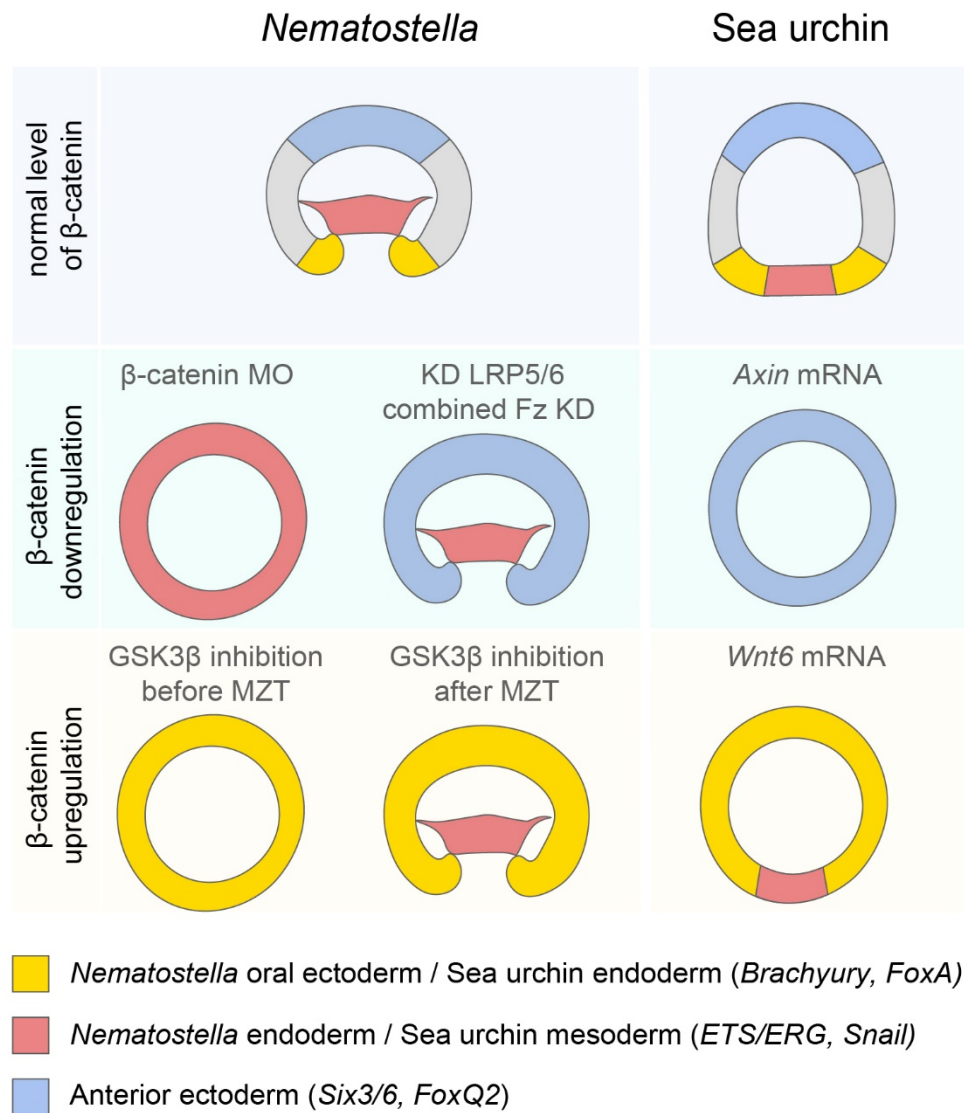 Nematostella
Sea urchin
normal level
of β-catenin
β-catenin MO
KD LRP5/6
combined Fz KD
Axin mRNA
β-catenin
downregulation
GSK3β inhibition
before MZT
GSK3β inhibition
after MZT
Wnt6 mRNA
β-catenin
upregulation
Nematostella oral ectoderm / Sea urchin endoderm (Brachyury, FoxA)
Nematostella endoderm / Sea urchin mesoderm (ETS/ERG, Snail)
Anterior ectoderm (Six3/6, FoxQ2)